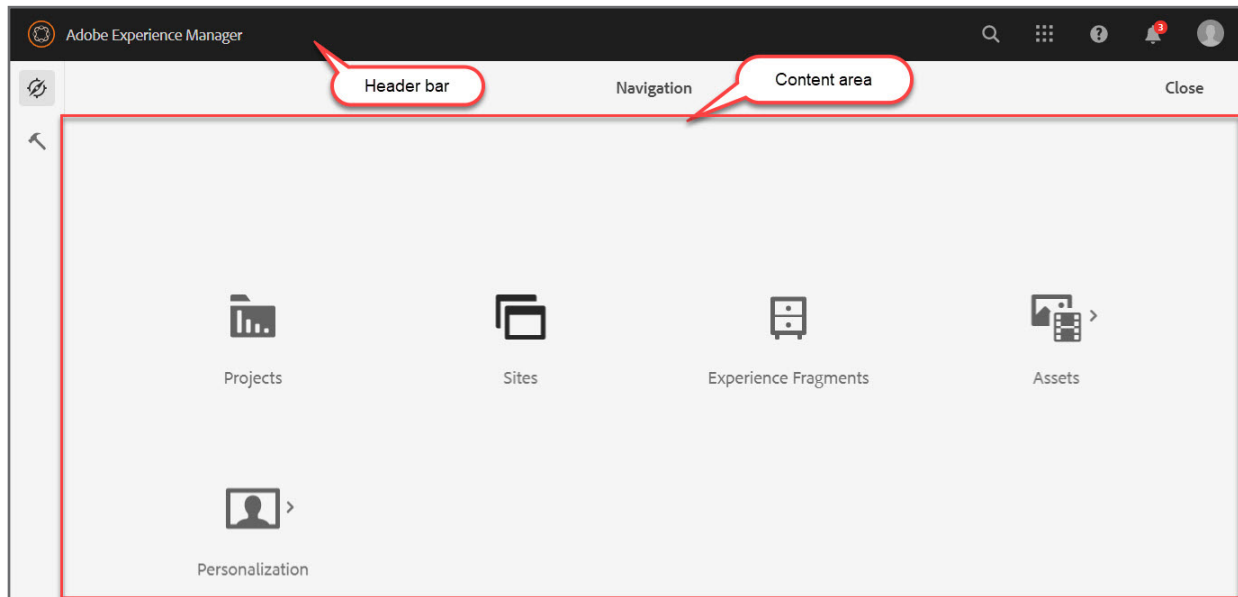 Adobe Experience Manager
3
Header bar
Navigation
Content area
Close
Projects
Sites
Experience Fragments
Assets
Personalization